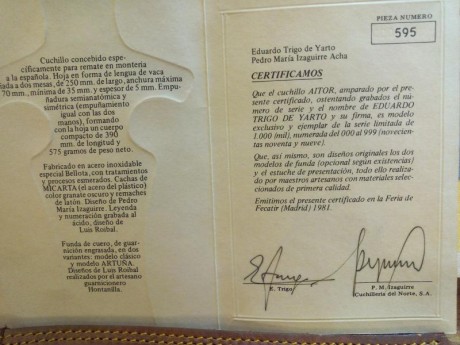 Cuchillo concebido espe-
cíficamente para remate en montería
a la española. Hoja en forma de lengua de vaca
a dos mesas, de 250 mm. de largo, anchura máxima
70 mm., mínima de 35 mm. y espesor de 5 mm. Empu-
ñadura semianatómica y
simétrica (empuñamiento
igual con las dos
manos), formando
con la hoja un cuerpo
compacto de 390
mm. de longitud y
575 gramos de peso neto.
Fabricado en acero inoxidable
especial Bellota, con tratamientos
y procesos esmerados. Cachas de
MICARTA (el acero del plástico)
color granate oscuro y remaches
de latón. Diseño de Pedro
María Izaguirre. Leyenda
y numeración grabada al
ácido, diseño de
Luis Roibal.
Funda de cuero, de guar-
nición engrasada, en dos
variantes: modelo clásico
y modelo ARTUÑA.
Diseños de Luis Roibal
realizados por el artesano
guarnicionero
Hontanilla.
PIEZA NUMERO
595
Eduardo Trigo de Yarto
Pedro María Izaguirre Acha
CERTIFICAMOS
Que el cuchillo AITOR, amparado por el pre-
sente certificado, ostentando grabados el nú-
mero de serie y el nombre de EDUARDO
TRIGO DE YARTO y su firma, es modelo
exclusivo y ejemplar de la serie limitada de
1.000 (mil), numerado del 000 al 999 (novecien-
tos noventa y nueve).
Que, así mismo, son diseños originales los dos
modelos de funda (opcional según existencias)
y el estuche de presentación, todo ello realiza-
do por nuestros artesanos con materiales selec-
cionados de primera calidad.
Emitimos el presente certificado en la Feria de
Fecatir (Madrid) 1981.
E. Trigo
P. M. Izaguirre
(Cuchillería del Norte, S.A.)